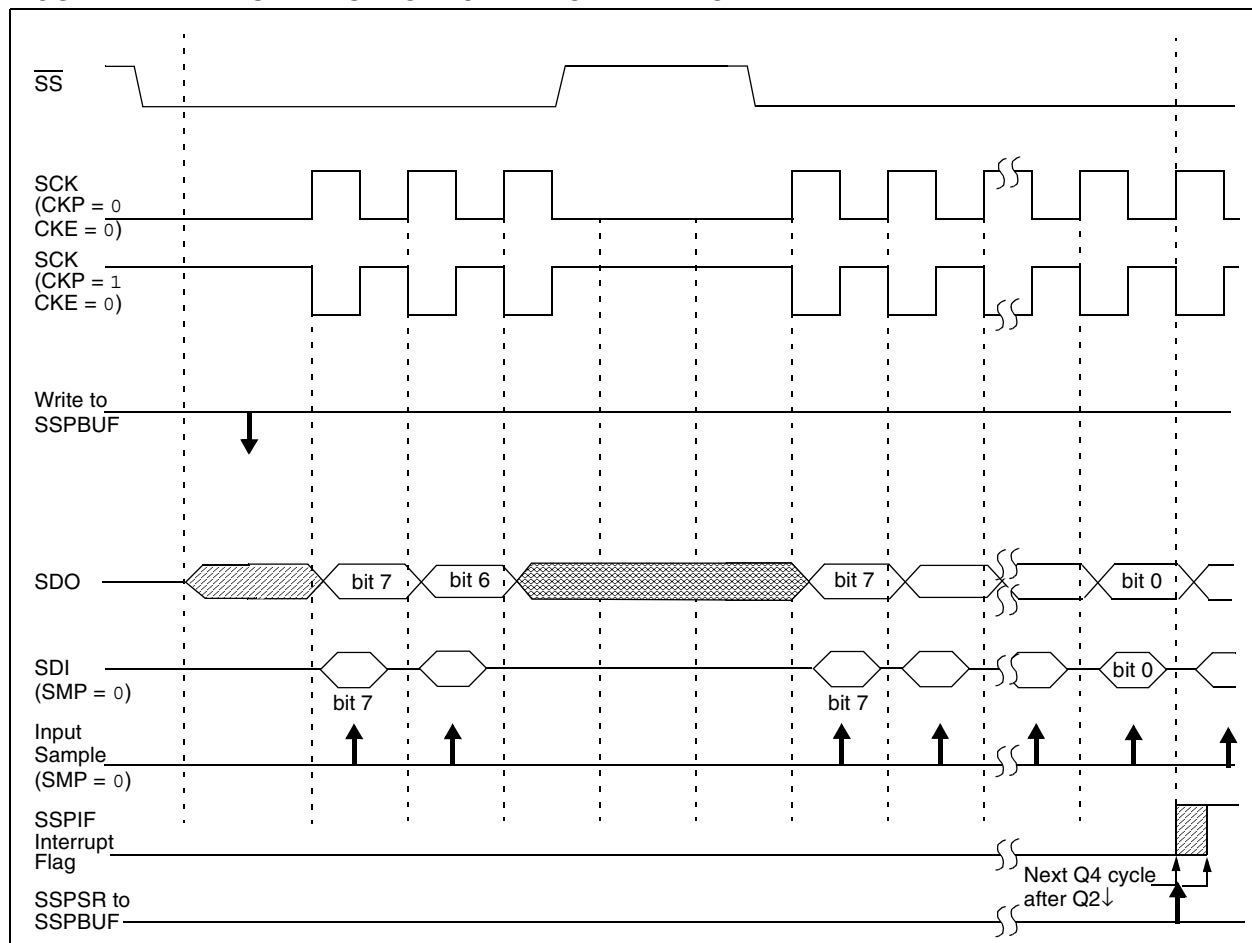 SS
SCK
(CKP = 0
CKE = 0)
SCK
(CKP = 1
CKE = 0)
Write to
SSPBUF
SDO
bit 7
bit 6
bit 7
bit 0
SDI
(SMP = 0)
bit 7
bit 7
bit 0
Input
Sample
(SMP = 0)
SSPIF
Interrupt
Flag
Next Q4 cycle
after Q2↓
SSPSR to
SSPBUF